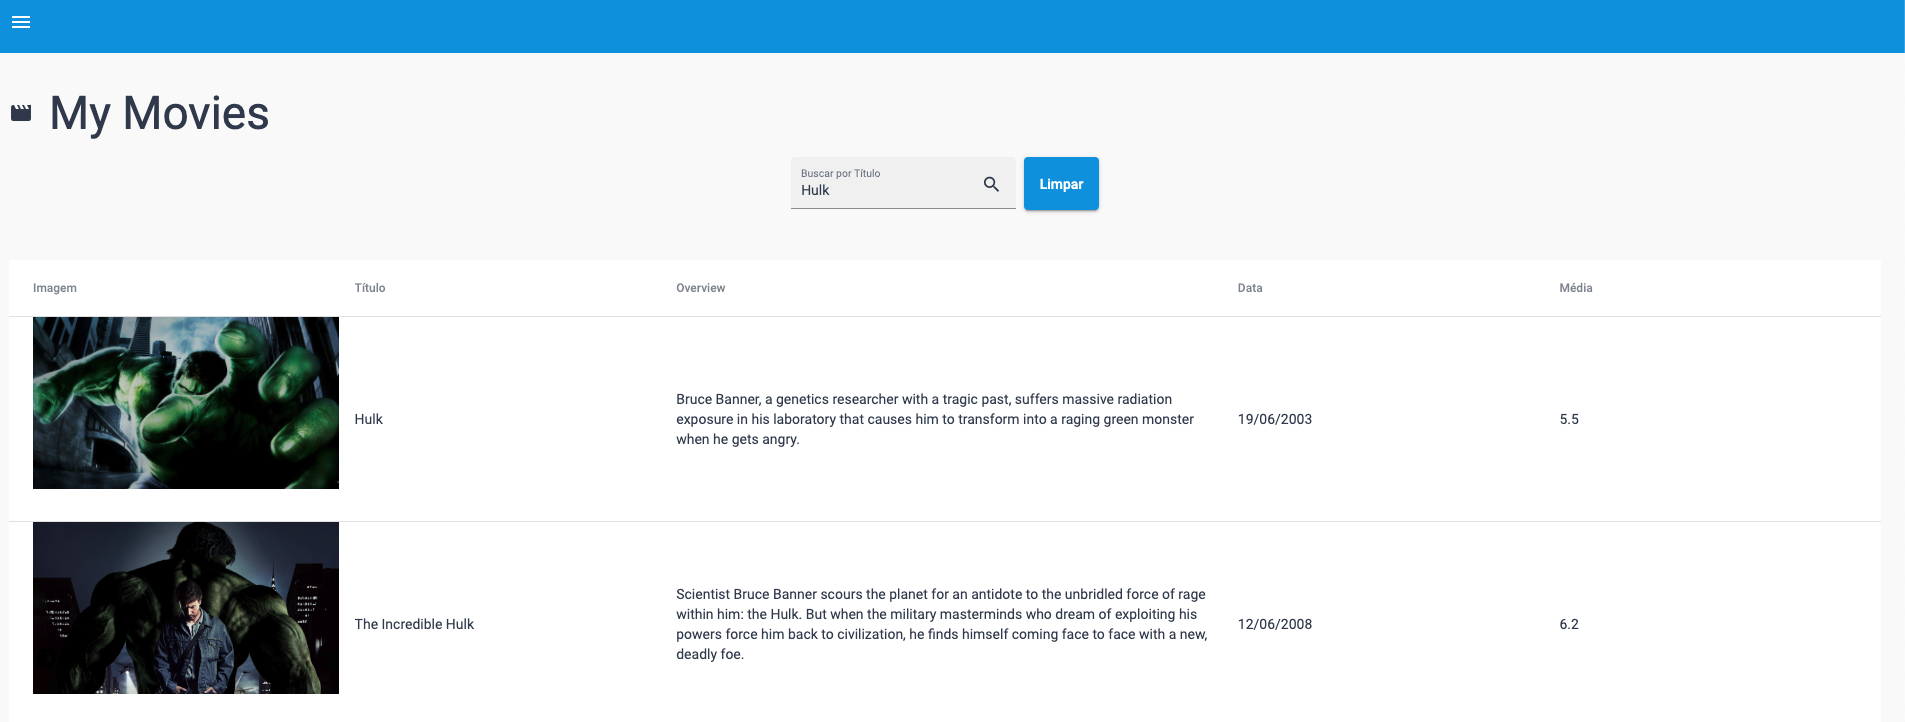 My Movies
Buscar por Título
Hulk
Limpar
Imagem Título Overview Data Média
Hulk
Bruce Banner, a genetics researcher with a tragic past, suffers massive radiation
exposure in his laboratory that causes him to transform into a raging green monster
when he gets angry.
19/06/2003
5.5
The Incredible Hulk
Scientist Bruce Banner scours the planet for an antidote to the unbridled force of rage
within him: the Hulk. But when the military masterminds who dream of exploiting his
powers force him back to civilization, he finds himself coming face to face with a new,
deadly foe.
12/06/2008
6.2